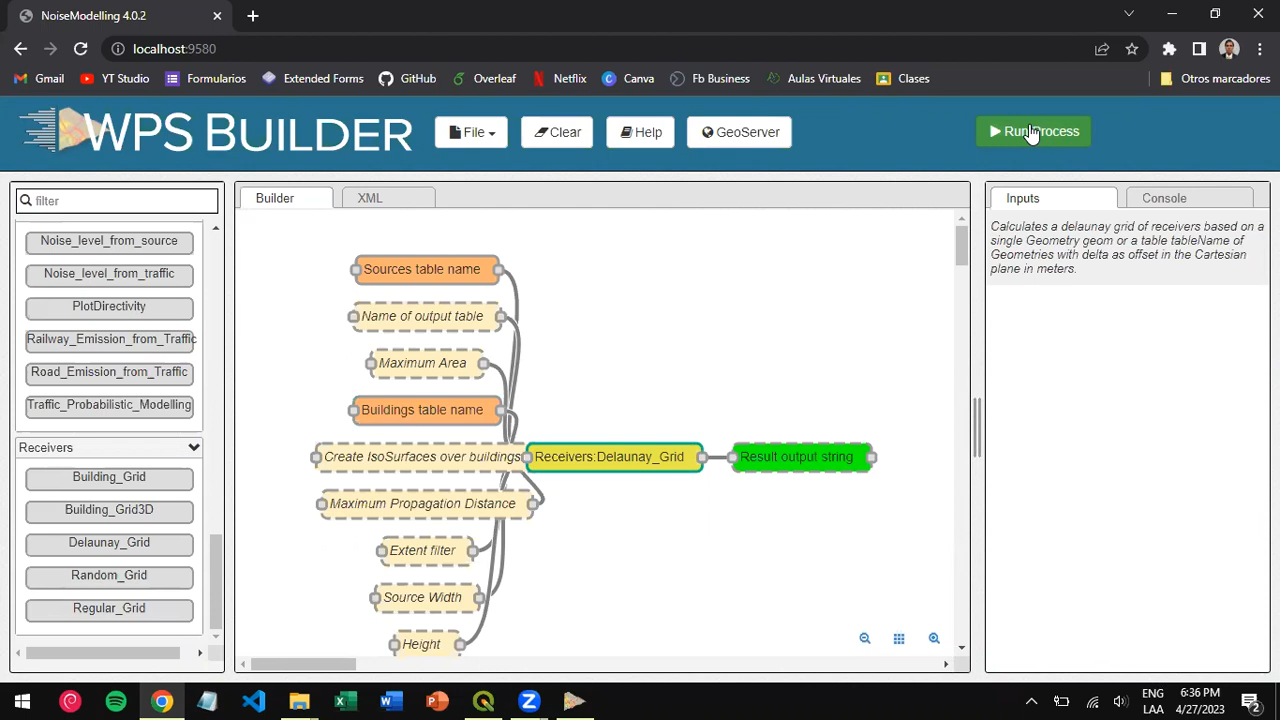 NoiseModelling 4.0.2
localhost:9580
Gmail
YT Studio
Formularios
Extended Forms
GitHub
Overleaf
Netflix
Canva
Fb Business
Aulas Virtuales
Clases
Otros marcadores
WPS BUILDER
File
Clear
Help
GeoServer
Run Process
filter
Noise_level_from_source
Noise_level_from_traffic
PlotDirectivity
Railway_Emission_from_Traffic
Road_Emission_from_Traffic
Traffic_Probabilistic_Modelling
Receivers
Building_Grid
Building_Grid3D
Delaunay_Grid
Random_Grid
Regular_Grid
Builder
XML
Sources table name
Name of output table
Maximum Area
Buildings table name
Create IsoSurfaces over buildings
Receivers:Delaunay_Grid
Result output string
Maximum Propagation Distance
Extent filter
Source Width
Height
Inputs
Console
Calculates a delaunay grid of receivers based on a
single Geometry geom or a table tableName of
Geometries with delta as offset in the Cartesian
plane in meters.
ENG
LAA
6:36 PM
4/27/2023
2